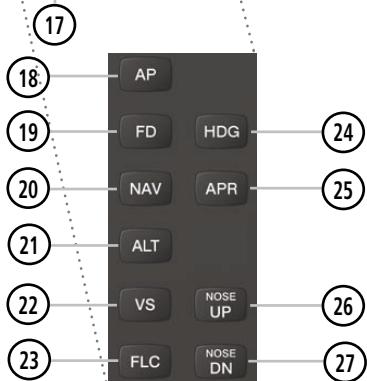 17
18 AP
19 FD HDG 24
20 NAV APR 25
21 ALT
22 VS NOSE UP 26
23 FLC NOSE DN 27